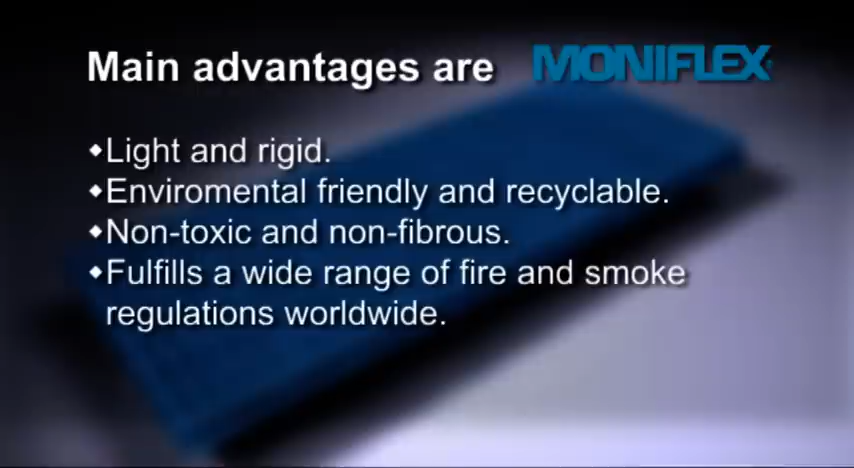 Main advantages are MONIFLEX
◆Light and rigid.
◆Enviromental friendly and recyclable.
◆Non-toxic and non-fibrous.
◆Fulfills a wide range of fire and smoke
regulations worldwide.